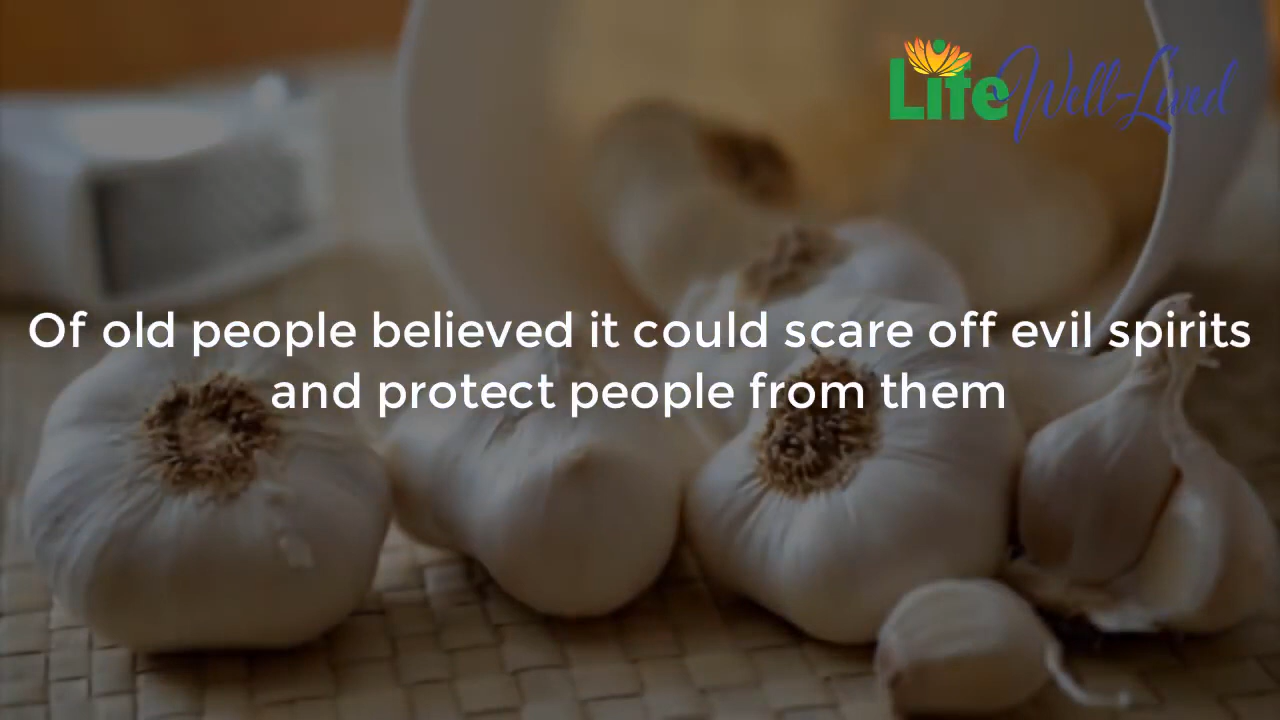 Life Well-Lived
Of old people believed it could scare off evil spirits
and protect people from them